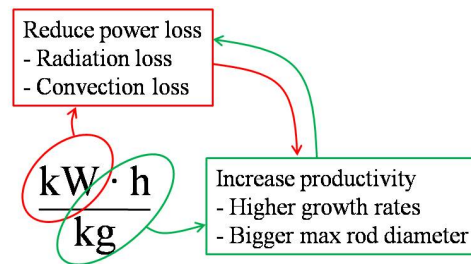 Reduce power loss
- Radiation loss
- Convection loss
kW · h
kg
Increase productivity
- Higher growth rates
- Bigger max rod diameter